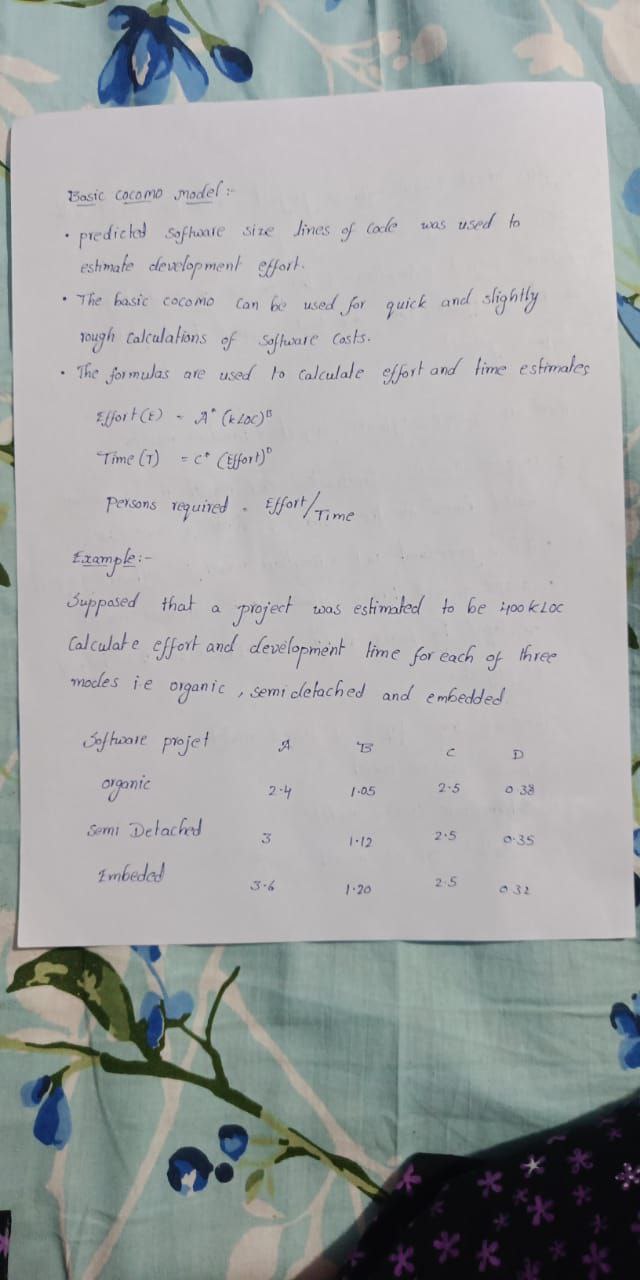 Basic cocomo model :-
• predicted software size lines of code was used to
estimate development effort.
• The basic cocomo can be used for quick and slightly
rough calculations of software costs.
• The formulas are used to calculate effort and time estimates
Effort (E) = A* (KLOC)ᴮ
Time (T) = C* (Effort)ᴰ
Persons required = Effort/Time
Example:-
Supposed that a project was estimated to be 400 KLOC
Calculate effort and development time for each of three
modes i.e organic, semi detached and embedded
Software projet A B C D
organic 2.4 1.05 2.5 0.38
Semi Detached 3 1.12 2.5 0.35
Embeded 3.6 1.20 2.5 0.32